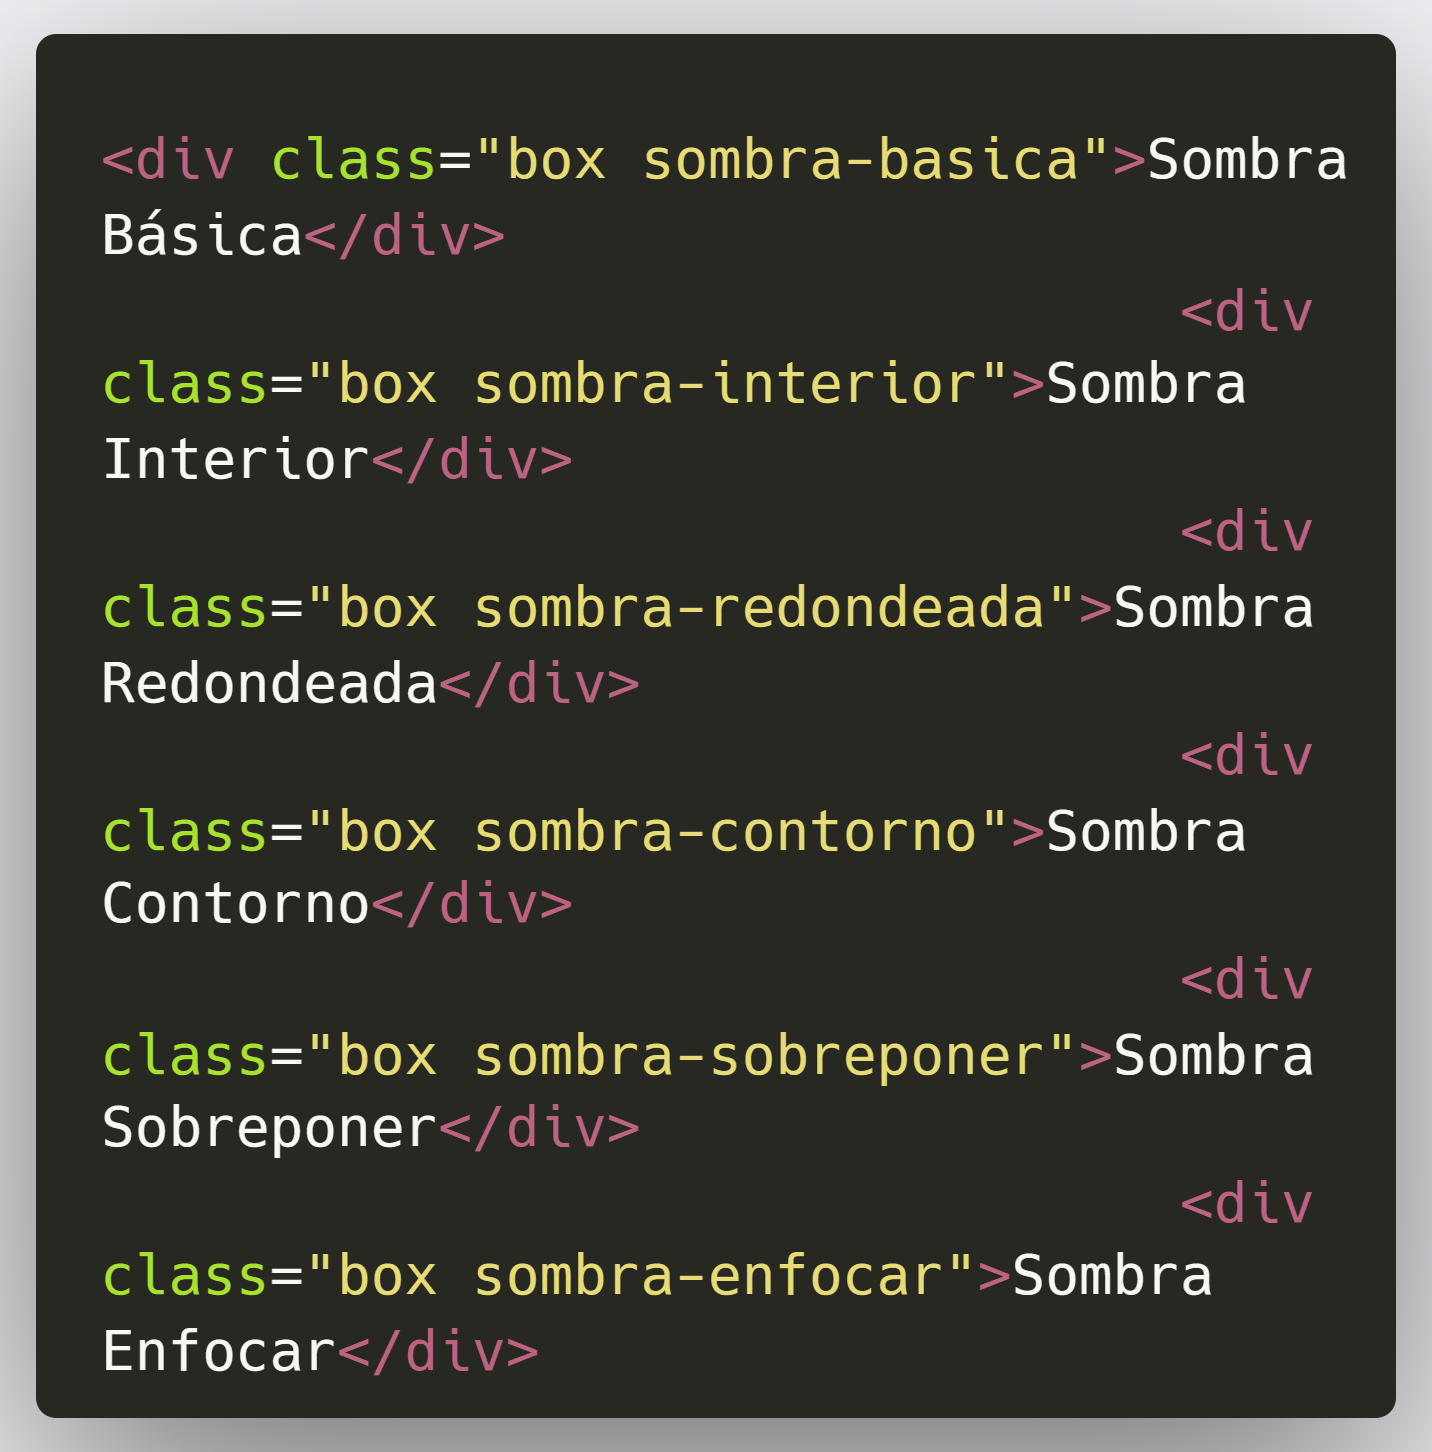 <div class="box sombra-basica">Sombra
Básica</div>
<div
class="box sombra-interior">Sombra
Interior</div>
<div
class="box sombra-redondeada">Sombra
Redondeada</div>
<div
class="box sombra-contorno">Sombra
Contorno</div>
<div
class="box sombra-sobreponer">Sombra
Sobreponer</div>
<div
class="box sombra-enfocar">Sombra
Enfocar</div>